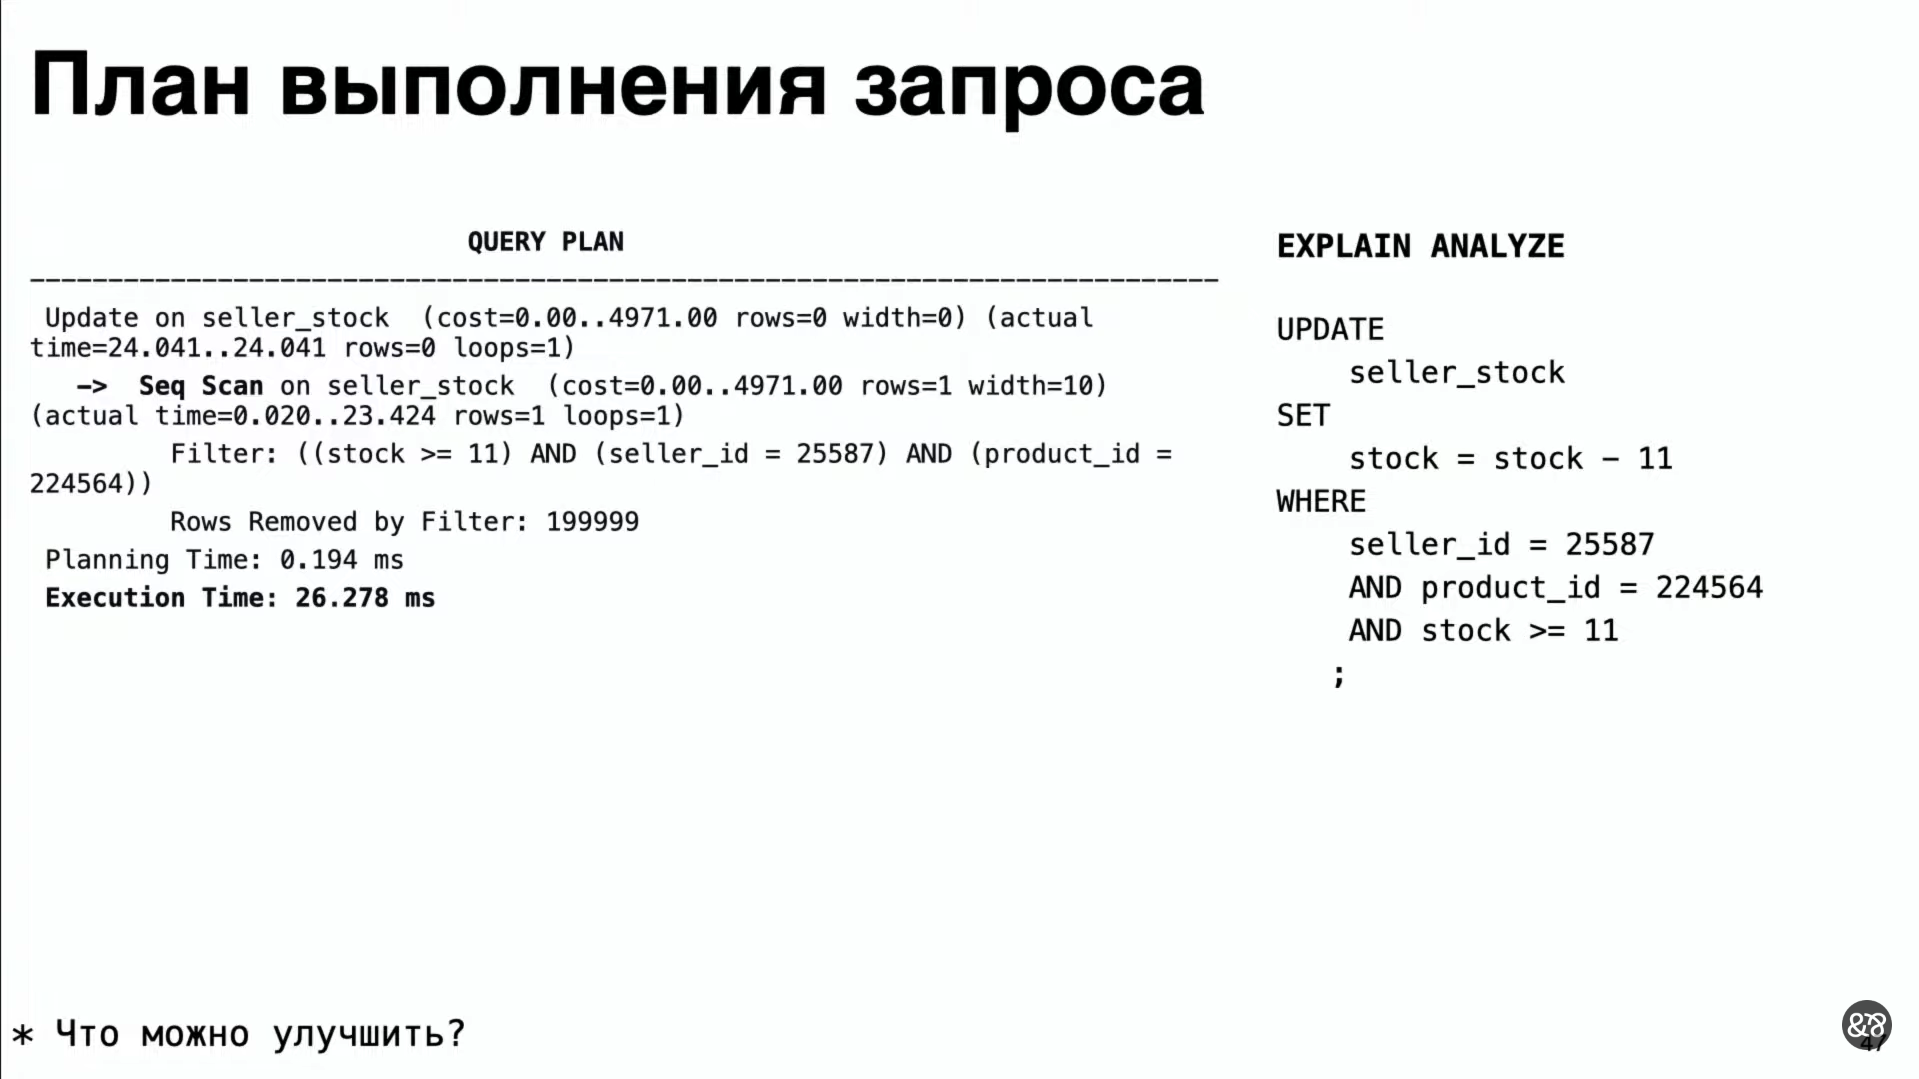 План выполнения запроса
QUERY PLAN
--------------------------------------------------------------------------------
Update on seller_stock  (cost=0.00..4971.00 rows=0 width=0) (actual
time=24.041..24.041 rows=0 loops=1)
->  Seq Scan on seller_stock  (cost=0.00..4971.00 rows=1 width=10)
(actual time=0.020..23.424 rows=1 loops=1)
Filter: ((stock >= 11) AND (seller_id = 25587) AND (product_id =
224564))
Rows Removed by Filter: 199999
Planning Time: 0.194 ms
Execution Time: 26.278 ms
EXPLAIN ANALYZE
UPDATE
seller_stock
SET
stock = stock - 11
WHERE
seller_id = 25587
AND product_id = 224564
AND stock >= 11
;
* Что можно улучшить?
47